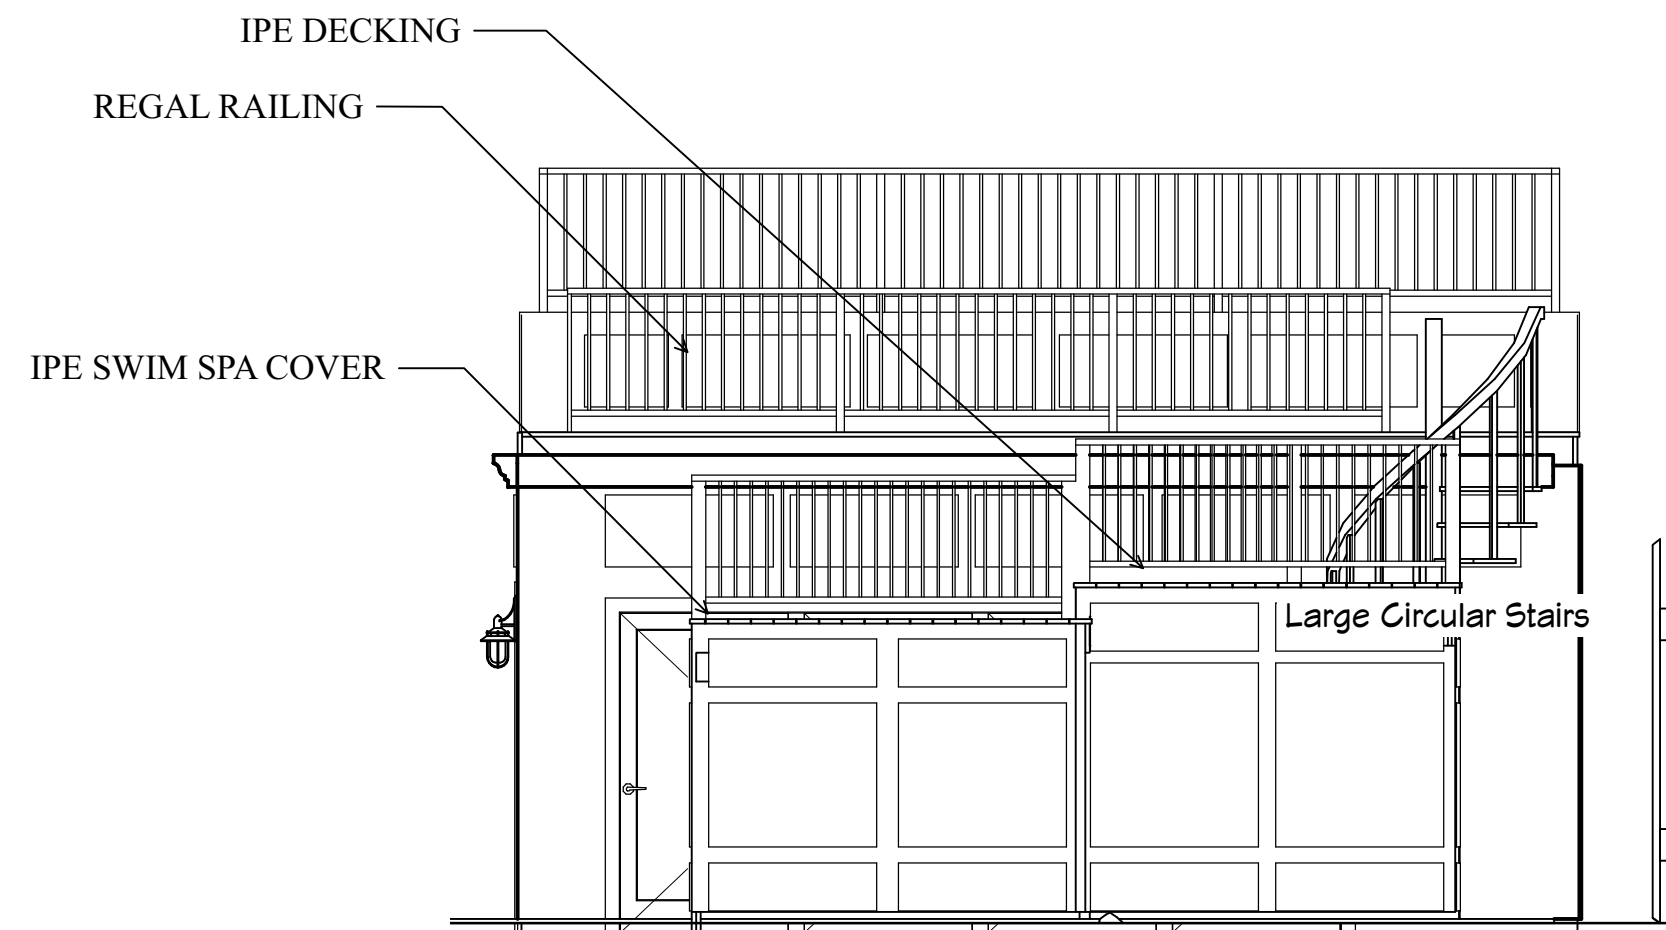 IPE DECKING
REGAL RAILING
IPE SWIM SPA COVER
Large Circular Stairs